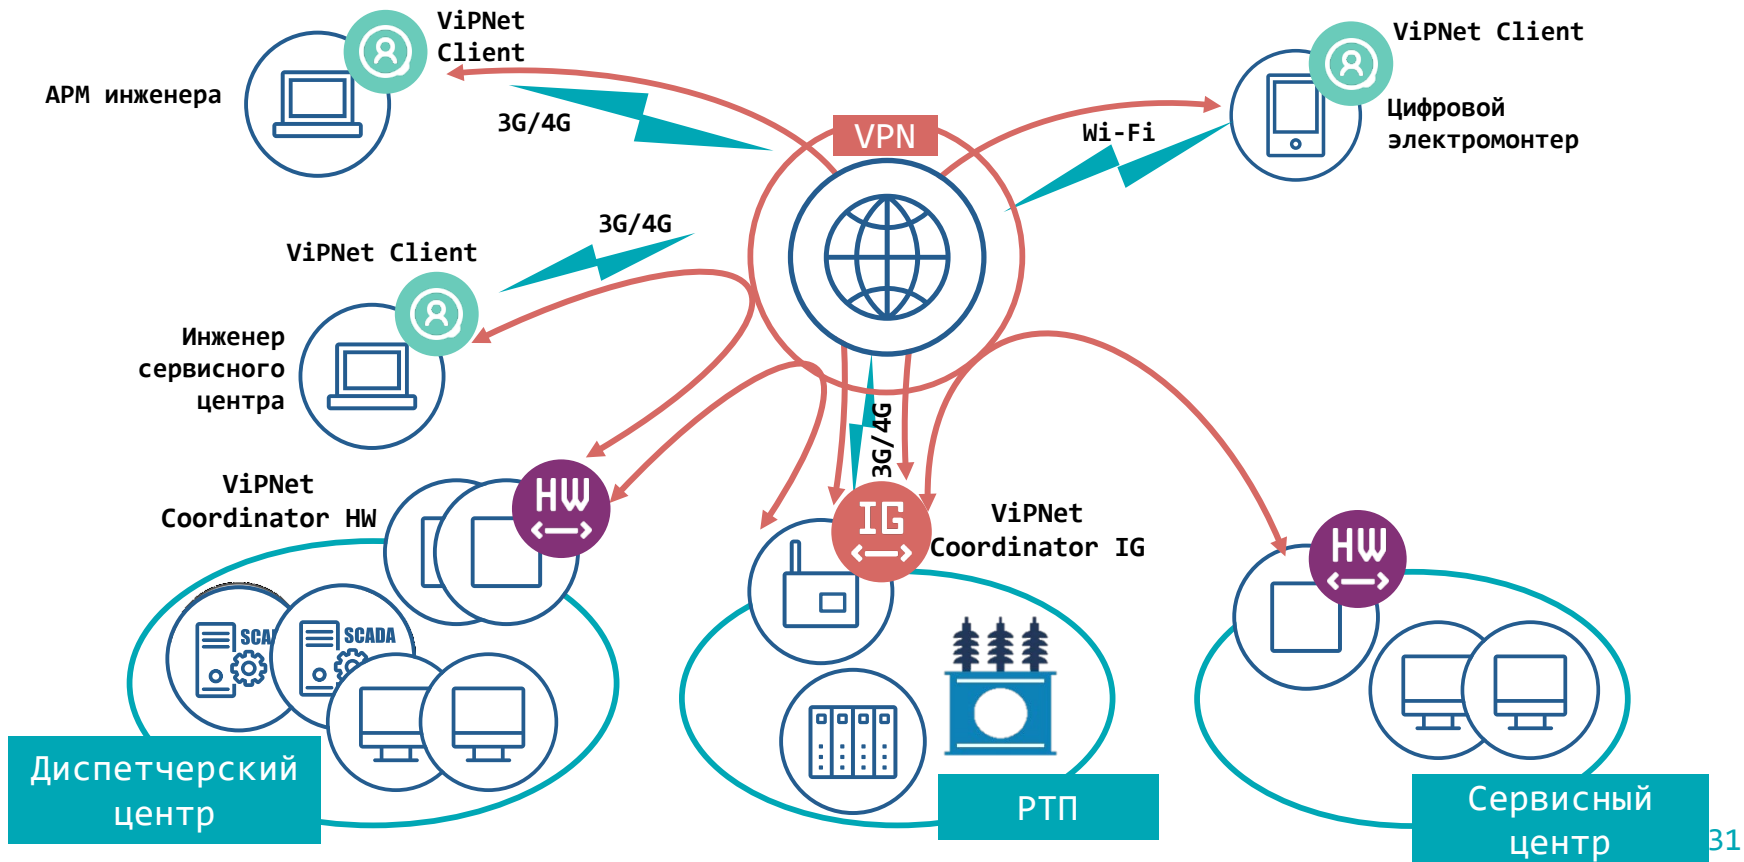 ViPNet
Client
АРМ инженера
3G/4G
VPN
Wi-Fi
ViPNet Client
Цифровой
электромонтер
3G/4G
ViPNet Client
Инженер
сервисного
центра
3G/4G
ViPNet
Coordinator HW
HW
IG
ViPNet
Coordinator IG
HW
SCA
SCADA
Диспетчерский
центр
РТП
Сервисный
центр
31